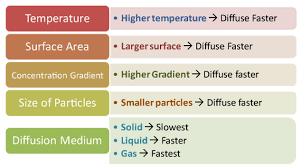 Temperature
• Higher temperature → Diffuse Faster
Surface Area
• Larger surface → Diffuse Faster
Concentration Gradient
• Higher Gradient → Diffuse faster
Size of Particles
• Smaller particles → Diffuse faster
Diffusion Medium
• Solid → Slowest
• Liquid → Faster
• Gas → Fastest